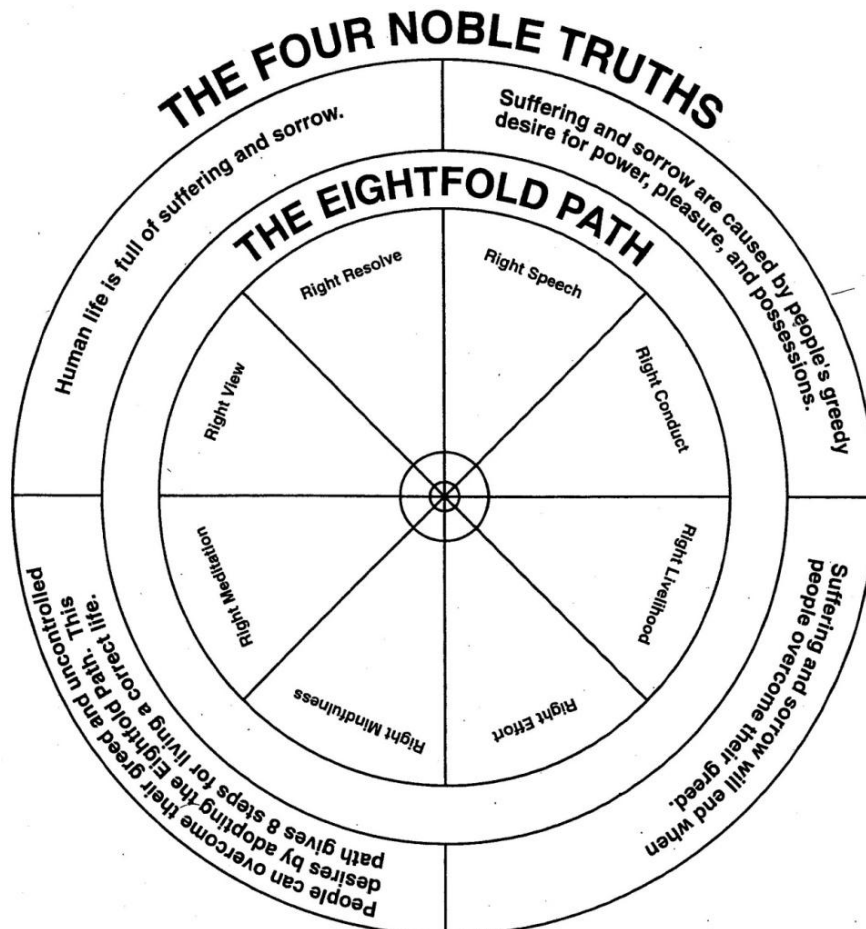 THE FOUR NOBLE TRUTHS
Human life is full of suffering and sorrow.
Suffering and sorrow are caused by people's greedy
desire for power, pleasure, and possessions.
Suffering and sorrow will end when
people overcome their greed.
People can overcome their greed and uncontrolled
desires by adopting the Eightfold Path. This
path gives 8 steps for living a correct life.
THE EIGHTFOLD PATH
Right View
Right Resolve
Right Speech
Right Conduct
Right Livelihood
Right Effort
Right Mindfulness
Right Meditation